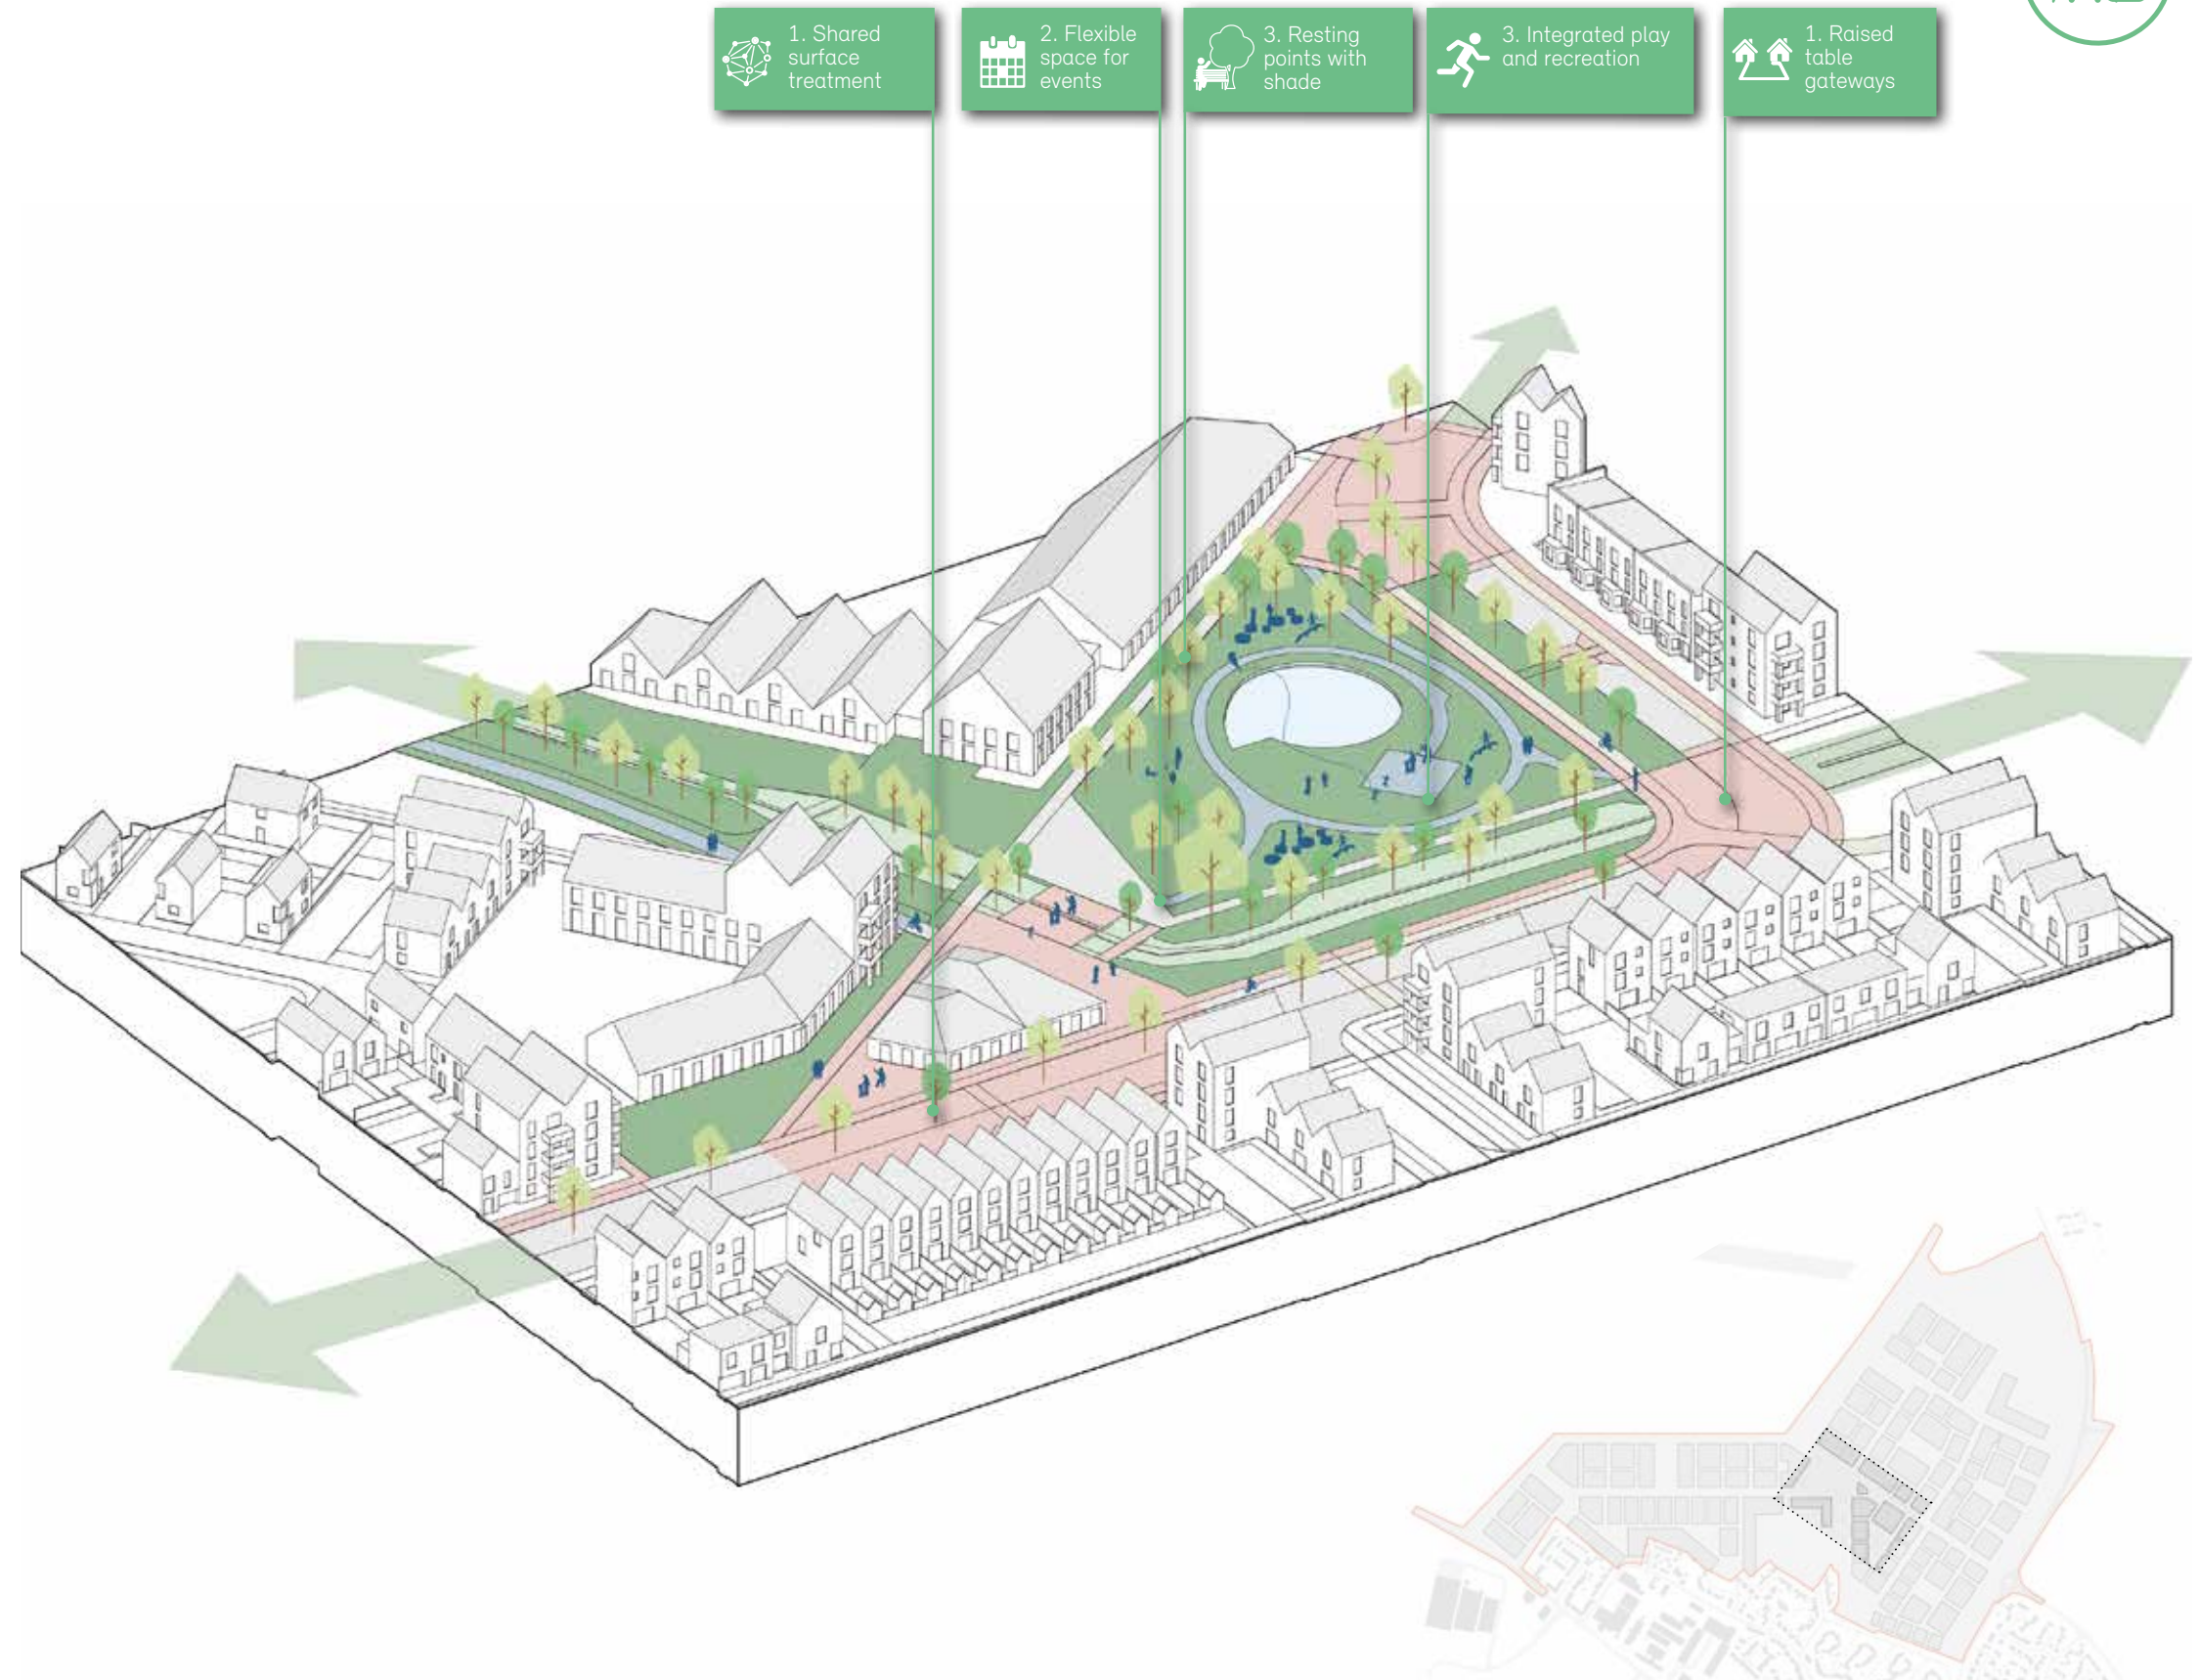 1. Shared
surface
treatment
2. Flexible
space for
events
3. Resting
points with
shade
3. Integrated play
and recreation
1. Raised
table
gateways